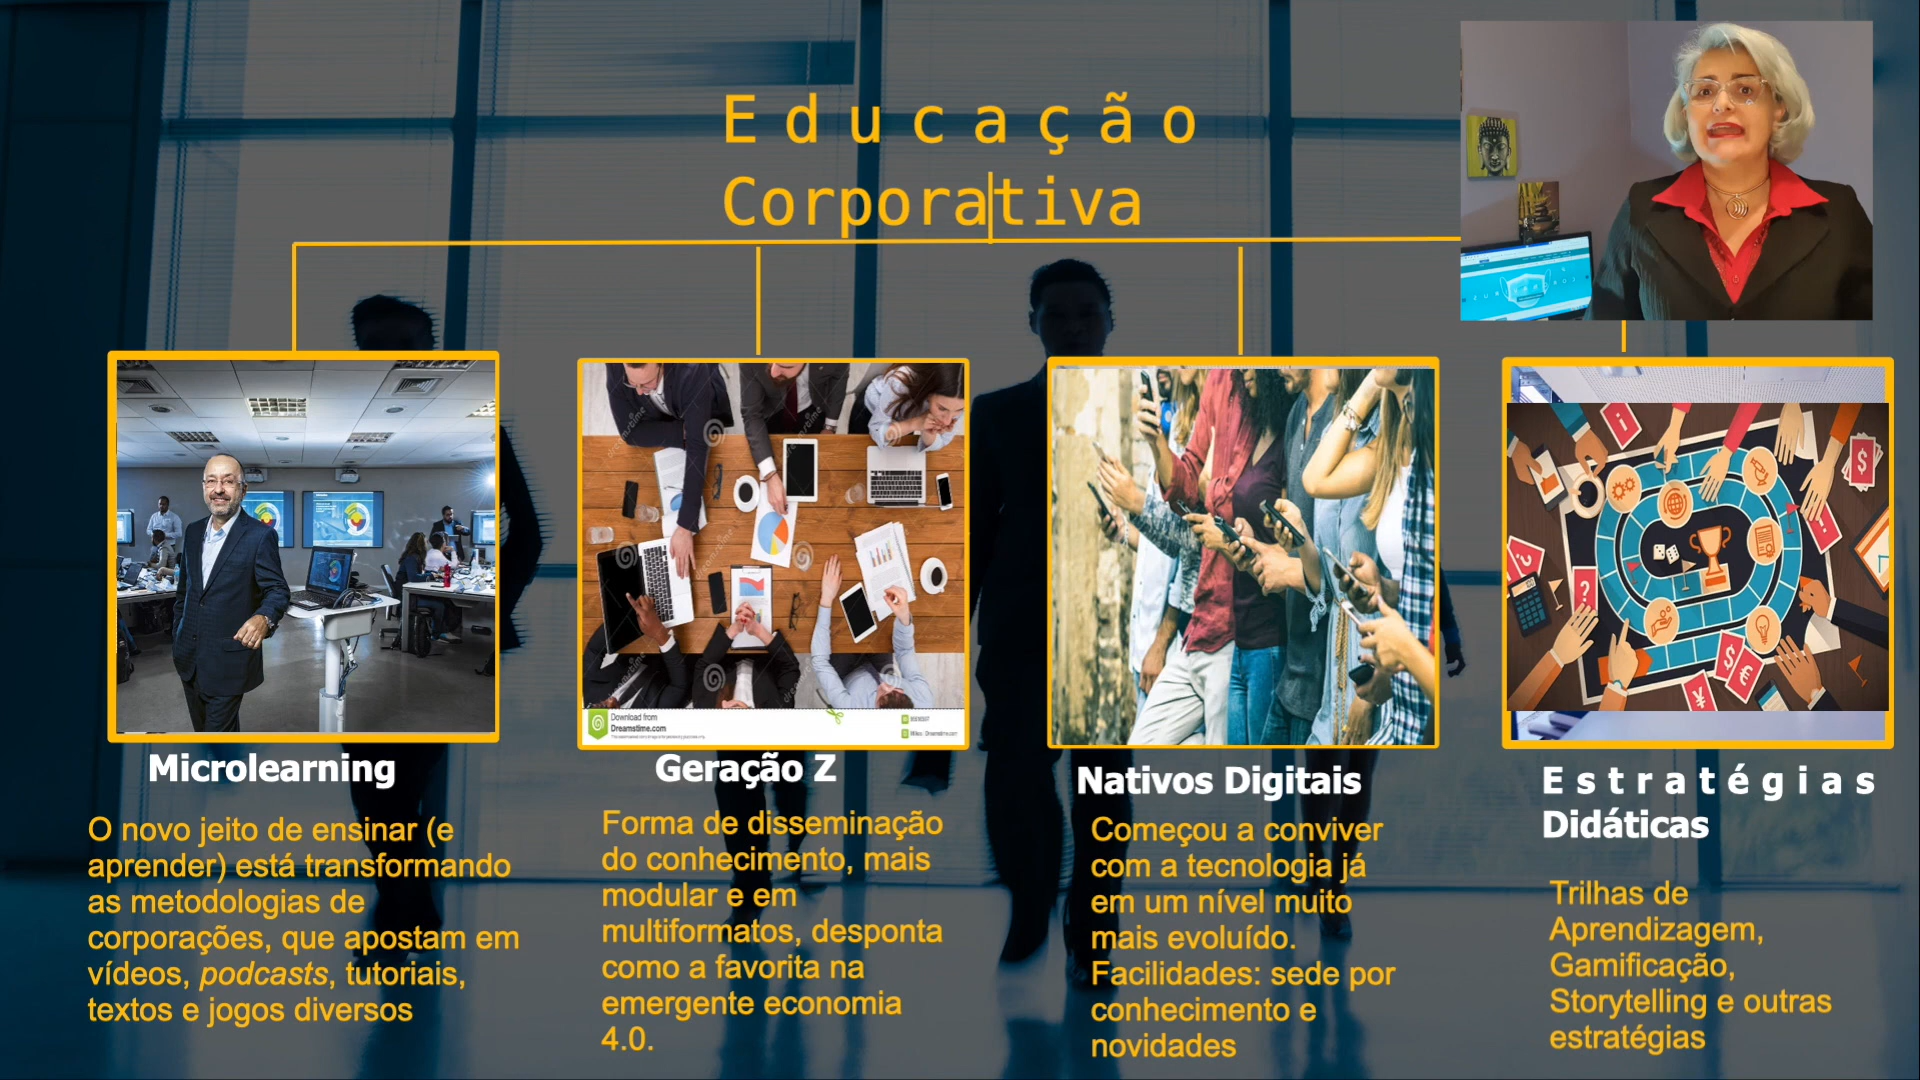 Educação
Corporativa
Download from
Dreamstime.com
Microlearning
O novo jeito de ensinar (e
aprender) está transformando
as metodologias de
corporações, que apostam em
vídeos, podcasts, tutoriais,
textos e jogos diversos
Geração Z
Forma de disseminação
do conhecimento, mais
modular e em
multiformatos, desponta
como a favorita na
emergente economia
4.0.
Nativos Digitais
Começou a conviver
com a tecnologia já
em um nível muito
mais evoluído.
Facilidades: sede por
conhecimento e
novidades
Estratégias
Didáticas
Trilhas de
Aprendizagem,
Gamificação,
Storytelling e outras
estratégias